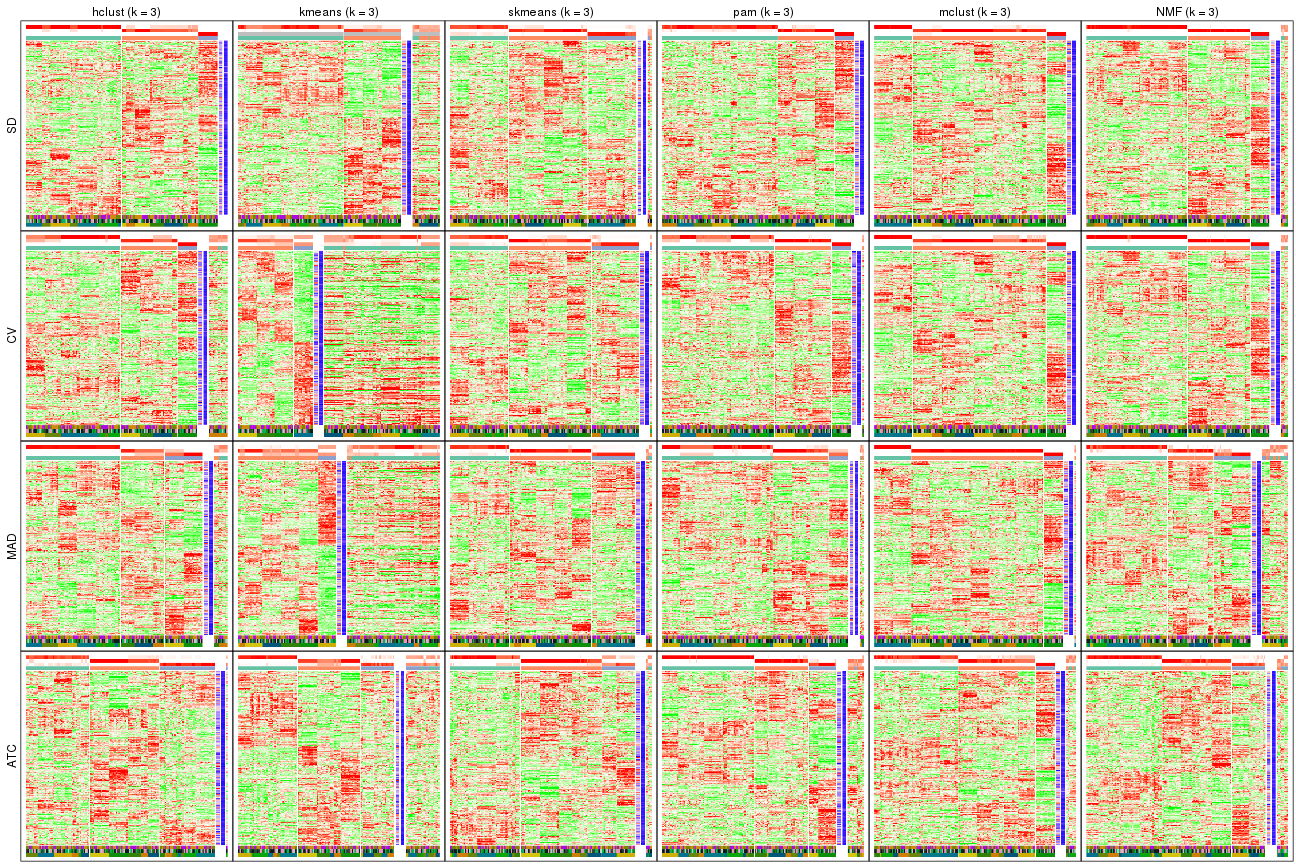 hclust (k = 3) kmeans (k = 3) skmeans (k = 3) pam (k = 3) mclust (k = 3) NMF (k = 3)
SD
CV
MAD
ATC